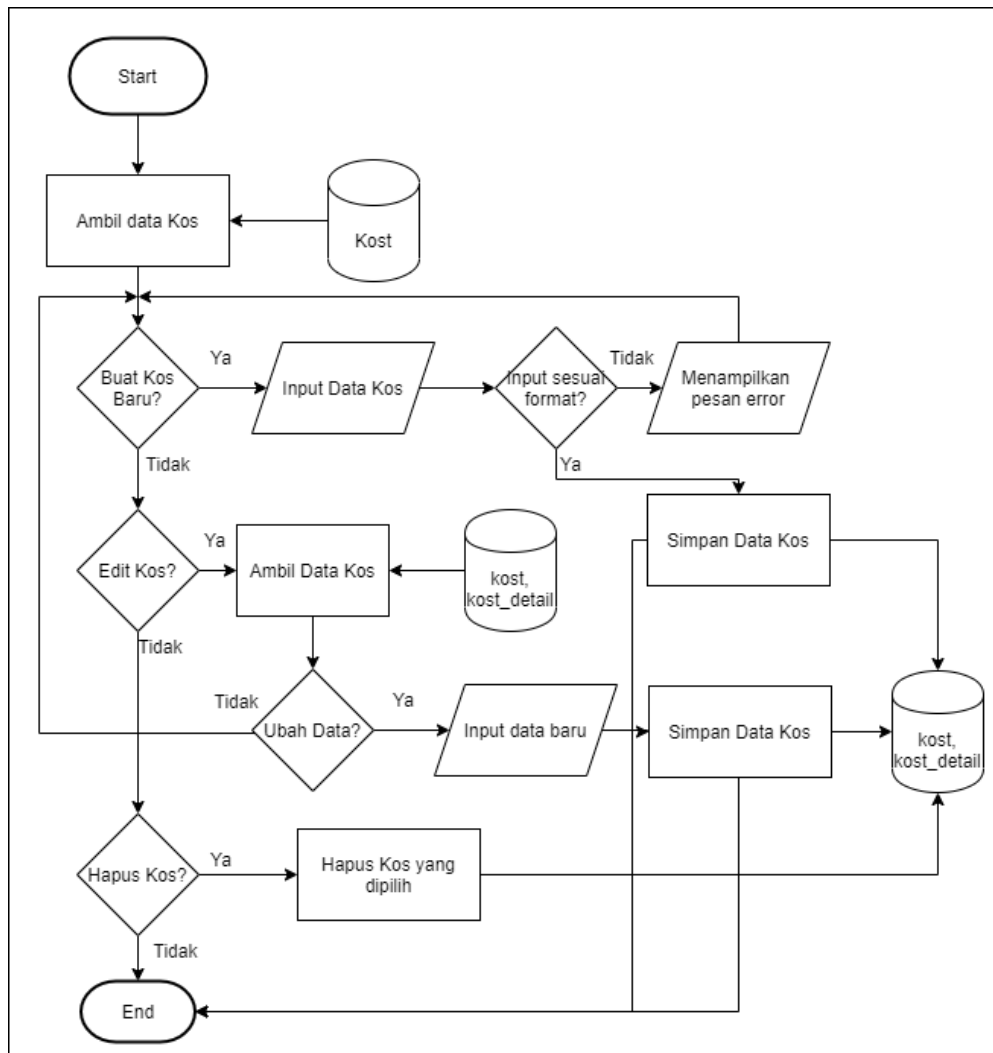 Start
Ambil data Kos
Kost
Buat Kos
Baru?
Ya
Input Data Kos
Input sesuai
format?
Tidak
Menampilkan
pesan error
Tidak
Ya
Simpan Data Kos
Edit Kos?
Ya
Ambil Data Kos
kost,
kost_detail
Tidak
Tidak
Ubah Data?
Ya
Input data baru
Simpan Data Kos
kost,
kost_detail
Hapus Kos?
Ya
Hapus Kos yang
dipilih
Tidak
End